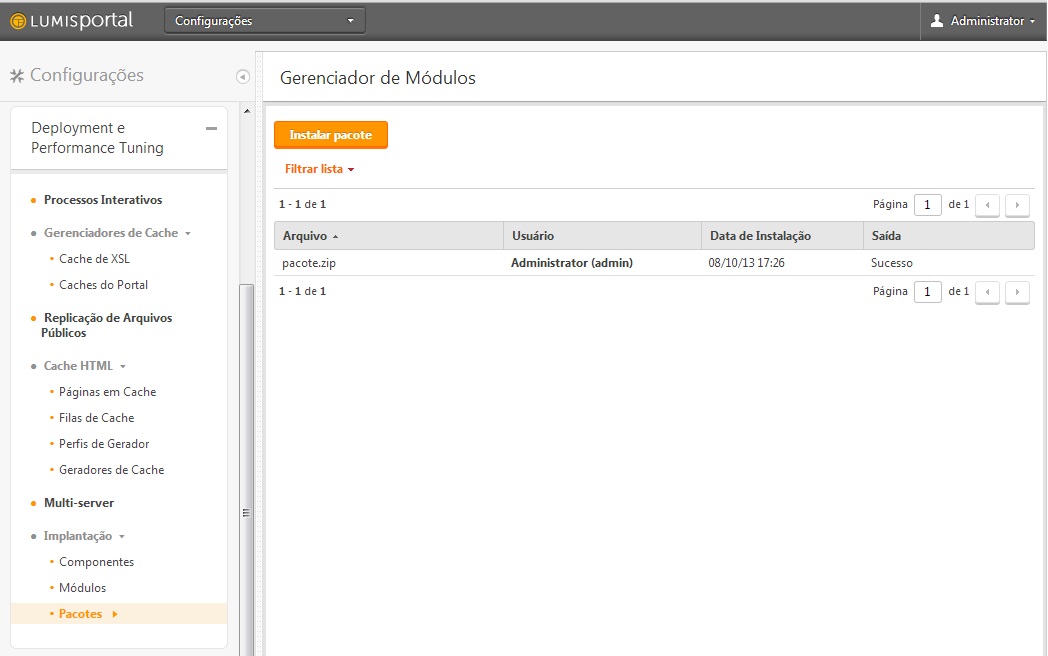 LUMISportal
Configurações
Administrator
Configurações
Gerenciador de Módulos
Deployment e
Performance Tuning
Processos Interativos
Gerenciadores de Cache
Cache de XSL
Caches do Portal
Replicação de Arquivos
Públicos
Cache HTML
Páginas em Cache
Filas de Cache
Perfis de Gerador
Geradores de Cache
Multi-server
Implantação
Componentes
Módulos
Pacotes
Instalar pacote
Filtrar lista
1 - 1 de 1 Página 1 de 1
Arquivo Usuário Data de Instalação Saída
pacote.zip Administrator (admin) 08/10/13 17:26 Sucesso
1 - 1 de 1 Página 1 de 1